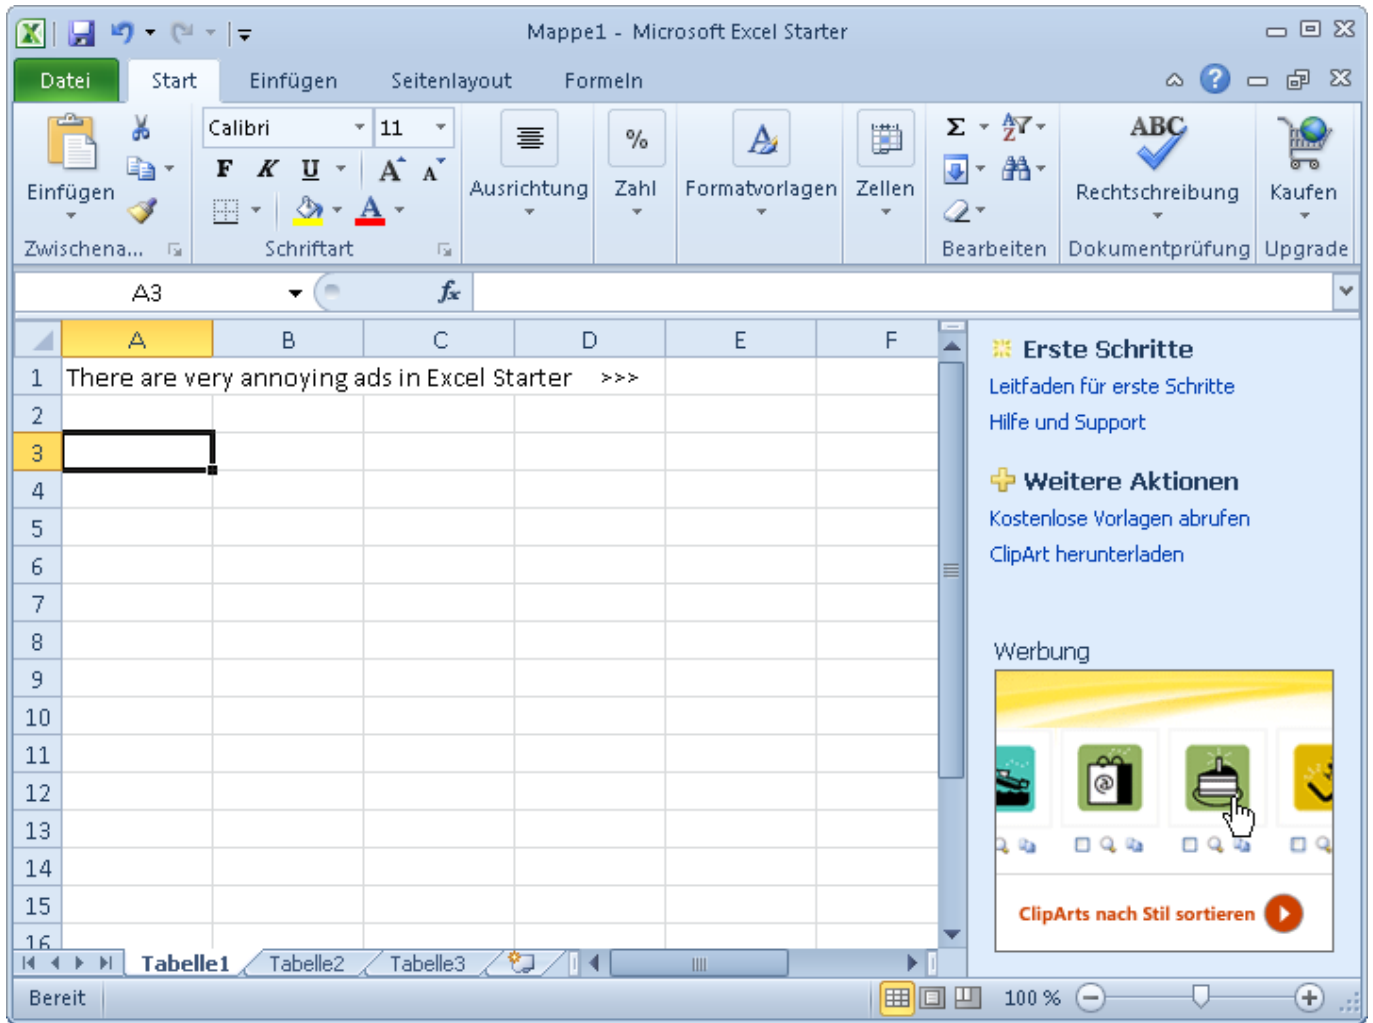 Mappe1 - Microsoft Excel Starter
Datei Start Einfügen Seitenlayout Formeln
Calibri 11
F K U A A
Einfügen Ausrichtung Zahl Formatvorlagen Zellen Rechtschreibung Kaufen
Zwischena... Schriftart Bearbeiten Dokumentprüfung Upgrade
A3 fx
A B C D E F
1 There are very annoying ads in Excel Starter >>>
2
3
4
5
6
7
8
9
10
11
12
13
14
15
16
Erste Schritte
Leitfaden für erste Schritte
Hilfe und Support
Weitere Aktionen
Kostenlose Vorlagen abrufen
ClipArt herunterladen
Werbung
@
ClipArts nach Stil sortieren
Tabelle1 Tabelle2 Tabelle3
Bereit 100 %